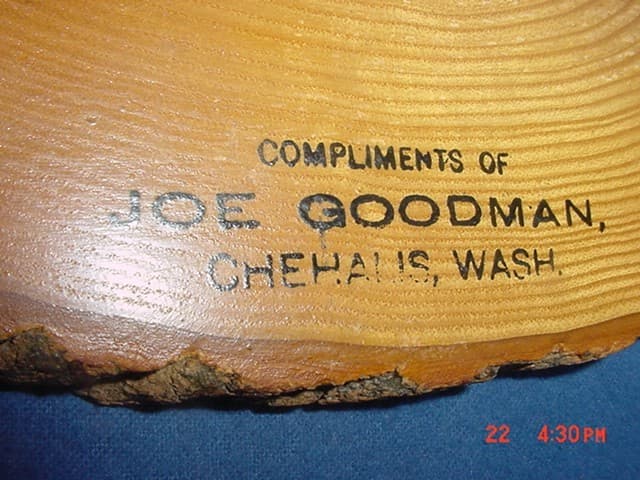 COMPLIMENTS OF
JOE GOODMAN,
CHEHALIS, WASH.
22 4:30PM